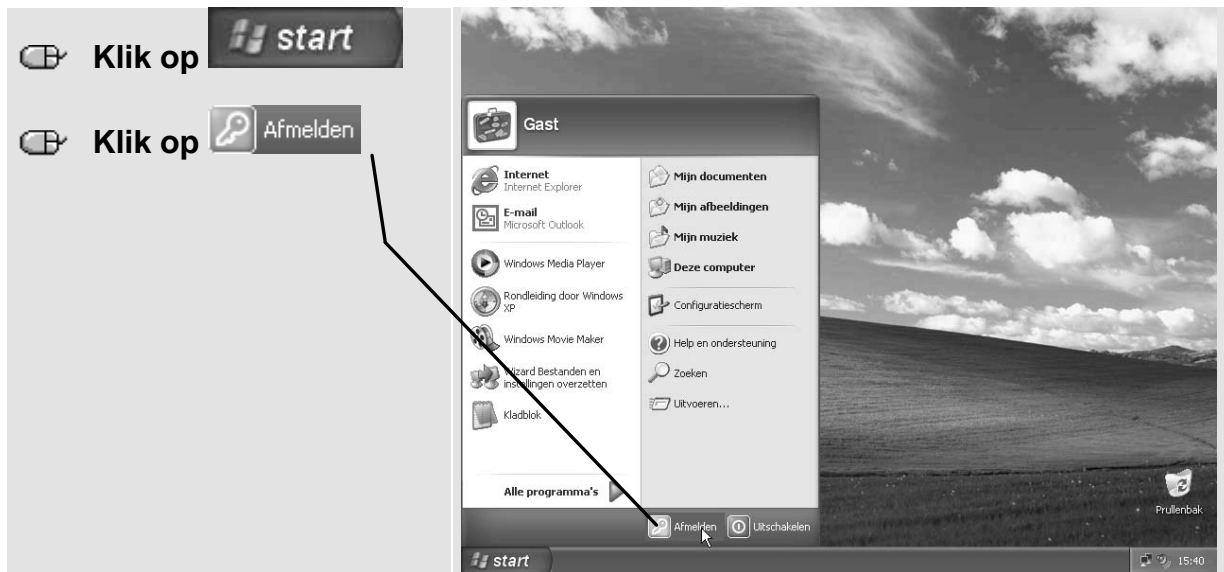 Klik op start
Klik op Afmelden
Gast
Internet
Internet Explorer
E-mail
Microsoft Outlook
Windows Media Player
Rondleiding door Windows
XP
Windows Movie Maker
Wizard Bestanden en
instellingen overzetten
Kladblok
Alle programma's
Mijn documenten
Mijn afbeeldingen
Mijn muziek
Deze computer
Configuratiescherm
Help en ondersteuning
Zoeken
Uitvoeren...
Afmelden Uitschakelen
Prullenbak
start 15:40